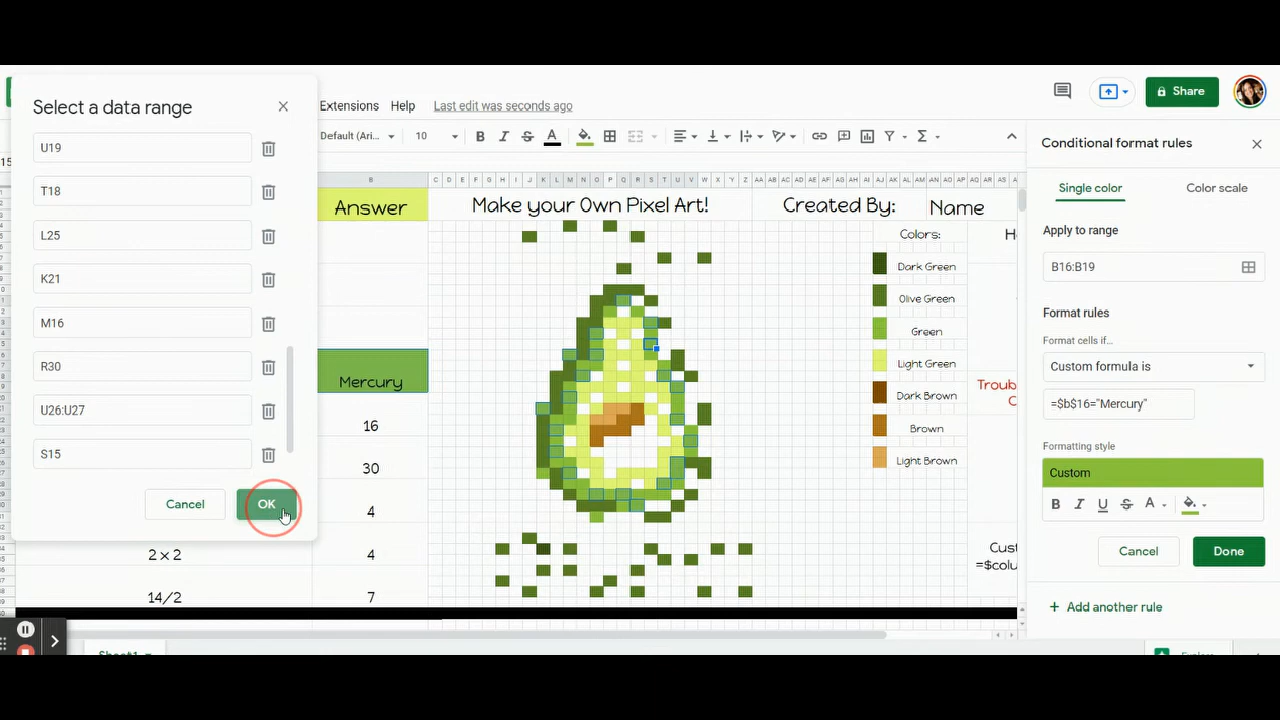 Select a data range
U19
T18
L25
K21
M16
R30
U26:U27
S15
Cancel
OK
Extensions Help Last edit was seconds ago
Share
Default (Ari...
10
Answer
Make your Own Pixel Art!
Created By:
Name
Mercury
16
30
4
2 × 2
4
14/2
7
Colors:
Dark Green
Olive Green
Green
Light Green
Dark Brown
Brown
Light Brown
Conditional format rules
Single color
Color scale
Apply to range
B16:B19
Format rules
Format cells if...
Custom formula is
=$b$16="Mercury"
Formatting style
Custom
Cancel
Done
+ Add another rule
Sheet1